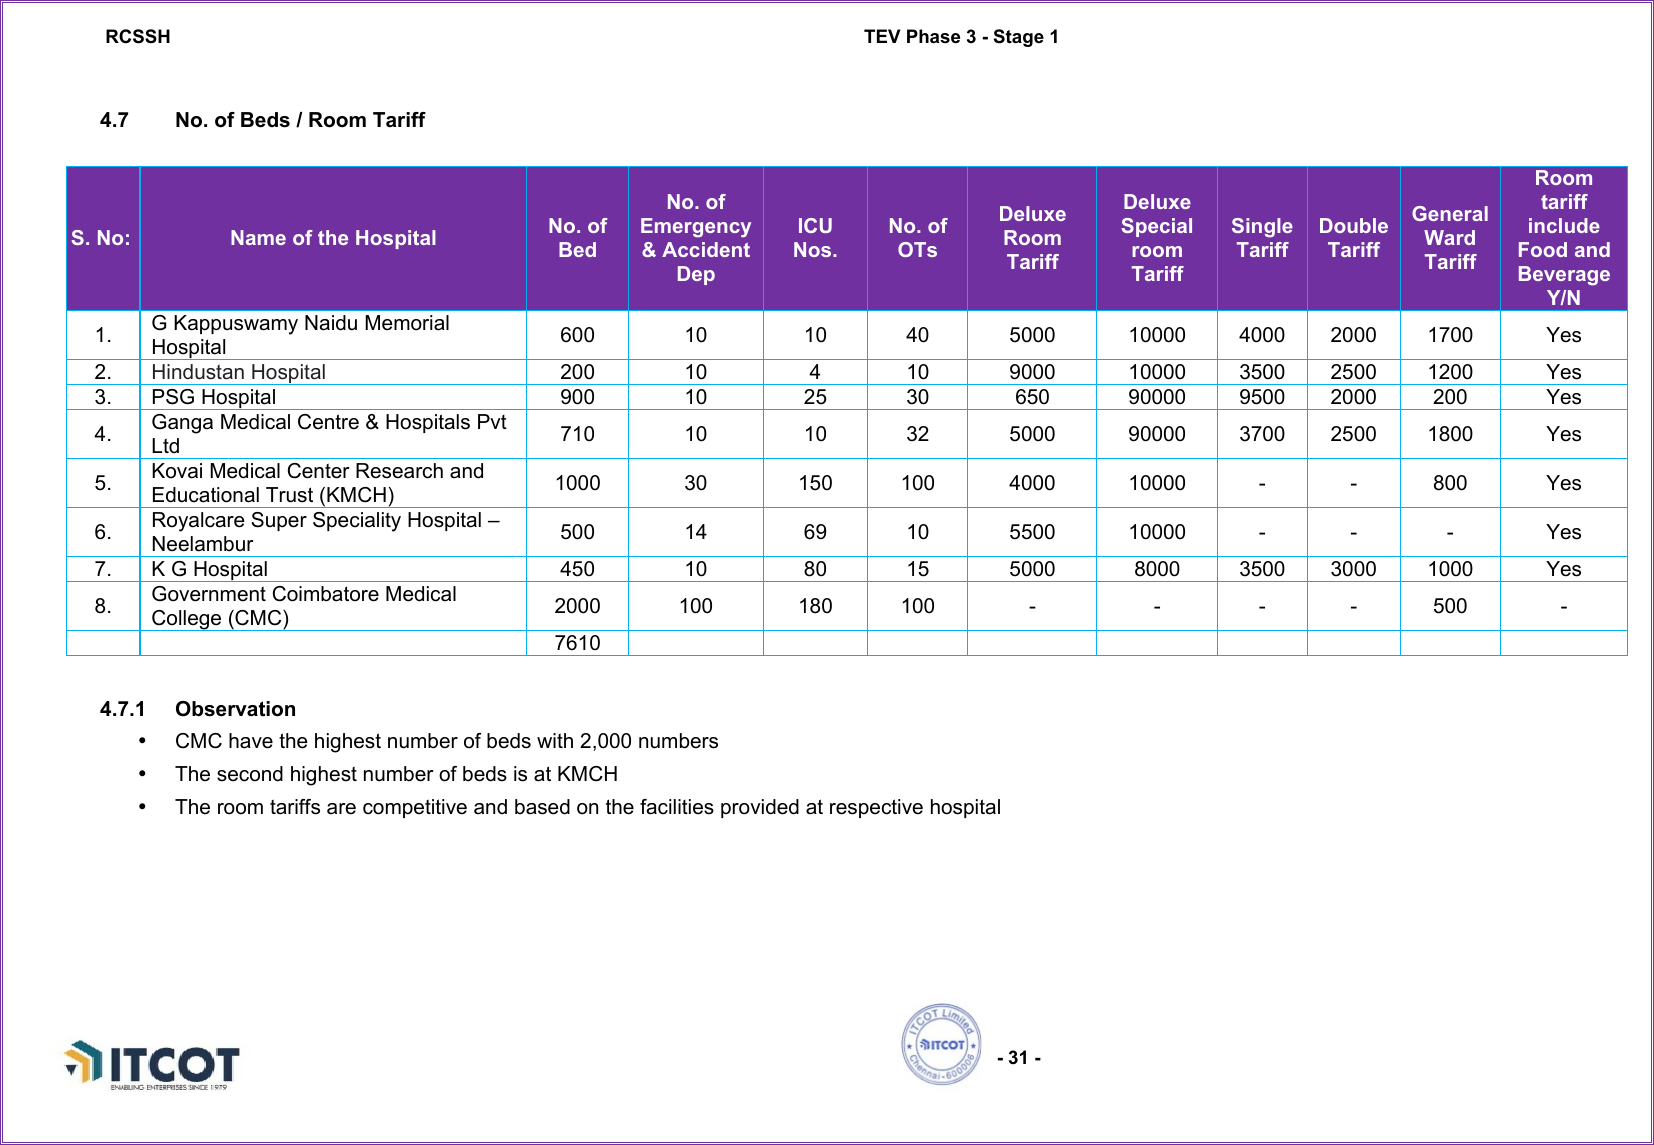 RCSSH TEV Phase 3 - Stage 1
4.7 No. of Beds / Room Tariff
S. No: Name of the Hospital No. of Bed No. of Emergency & Accident Dep ICU Nos. No. of OTs Deluxe Room Tariff Deluxe Special room Tariff Single Tariff Double Tariff General Ward Tariff Room tariff include Food and Beverage Y/N
1. G Kappuswamy Naidu Memorial Hospital 600 10 10 40 5000 10000 4000 2000 1700 Yes
2. Hindustan Hospital 200 10 4 10 9000 10000 3500 2500 1200 Yes
3. PSG Hospital 900 10 25 30 650 90000 9500 2000 200 Yes
4. Ganga Medical Centre & Hospitals Pvt Ltd 710 10 10 32 5000 90000 3700 2500 1800 Yes
5. Kovai Medical Center Research and Educational Trust (KMCH) 1000 30 150 100 4000 10000 - - 800 Yes
6. Royalcare Super Speciality Hospital – Neelambur 500 14 69 10 5500 10000 - - - Yes
7. K G Hospital 450 10 80 15 5000 8000 3500 3000 1000 Yes
8. Government Coimbatore Medical College (CMC) 2000 100 180 100 - - - - 500 -
7610
4.7.1 Observation
• CMC have the highest number of beds with 2,000 numbers
• The second highest number of beds is at KMCH
• The room tariffs are competitive and based on the facilities provided at respective hospital
ITCOT
ENABLING ENTERPRISES SINCE 1979
ITCOT Limited
ITCOT
Chennai-600006
- 31 -